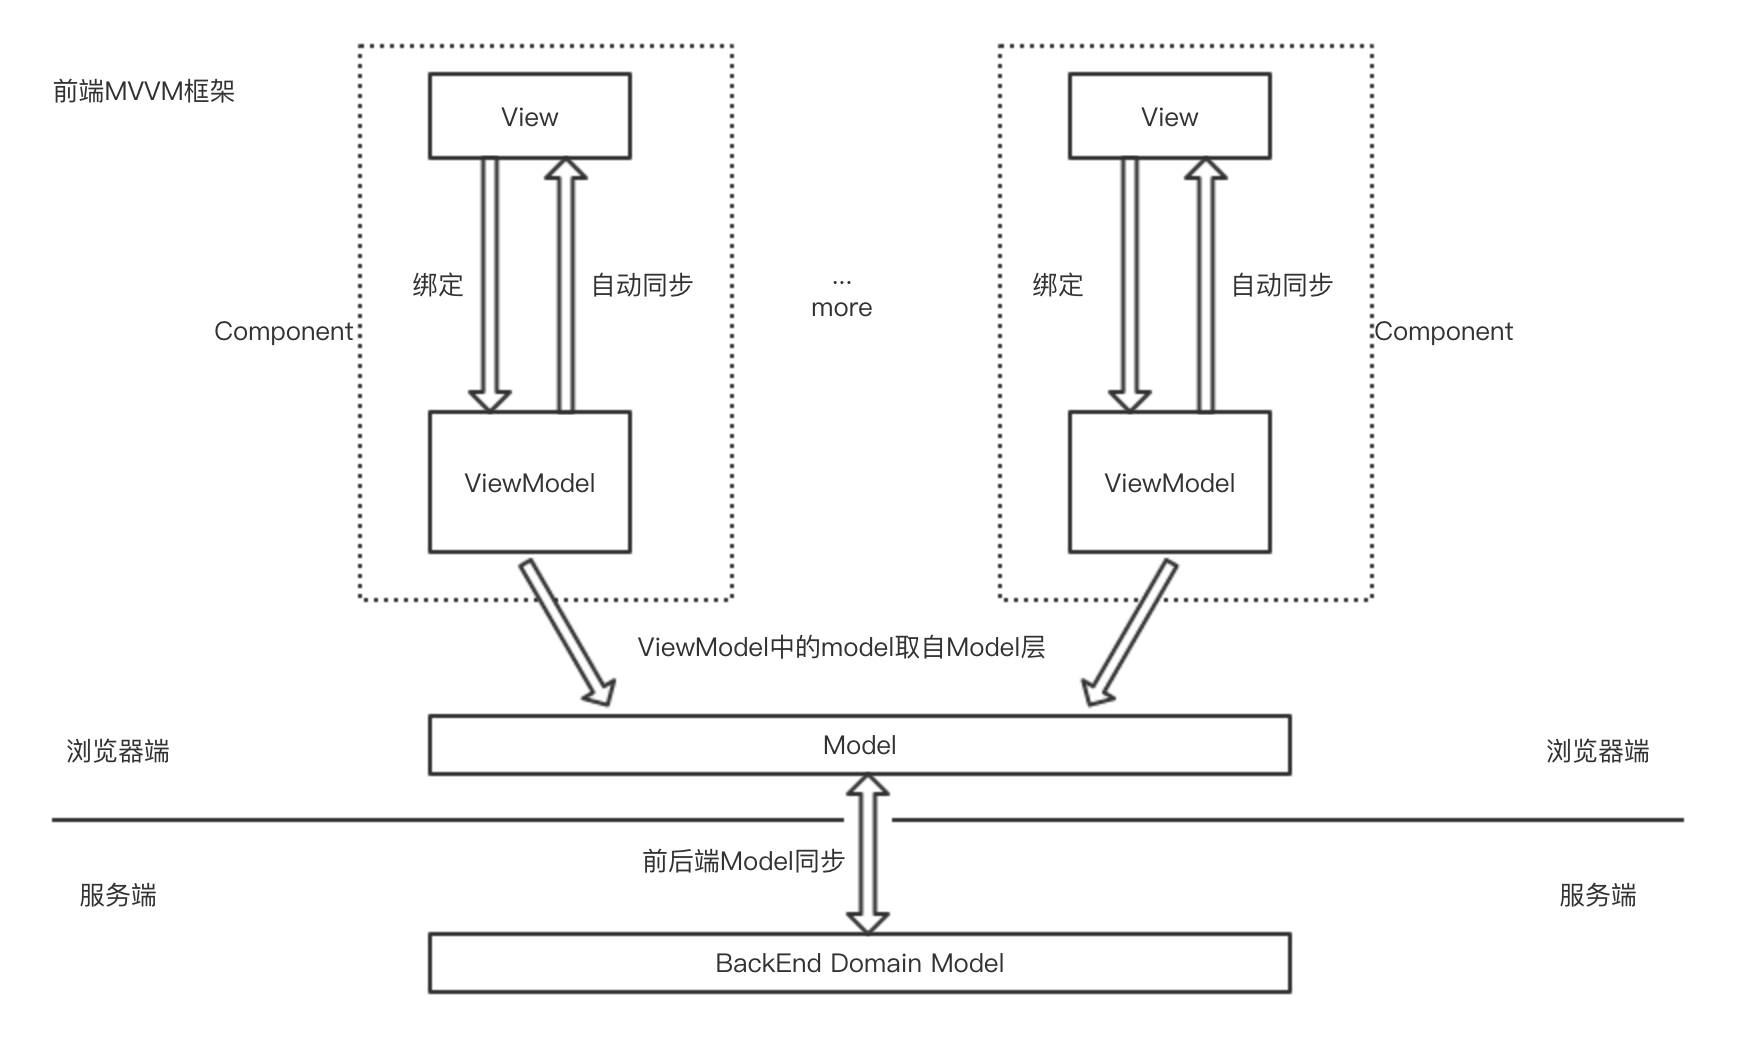 前端MVVM框架
View
View
绑定
自动同步
...
more
绑定
自动同步
Component
Component
ViewModel
ViewModel
ViewModel中的model取自Model层
Model
浏览器端
浏览器端
前后端Model同步
服务端
服务端
BackEnd Domain Model